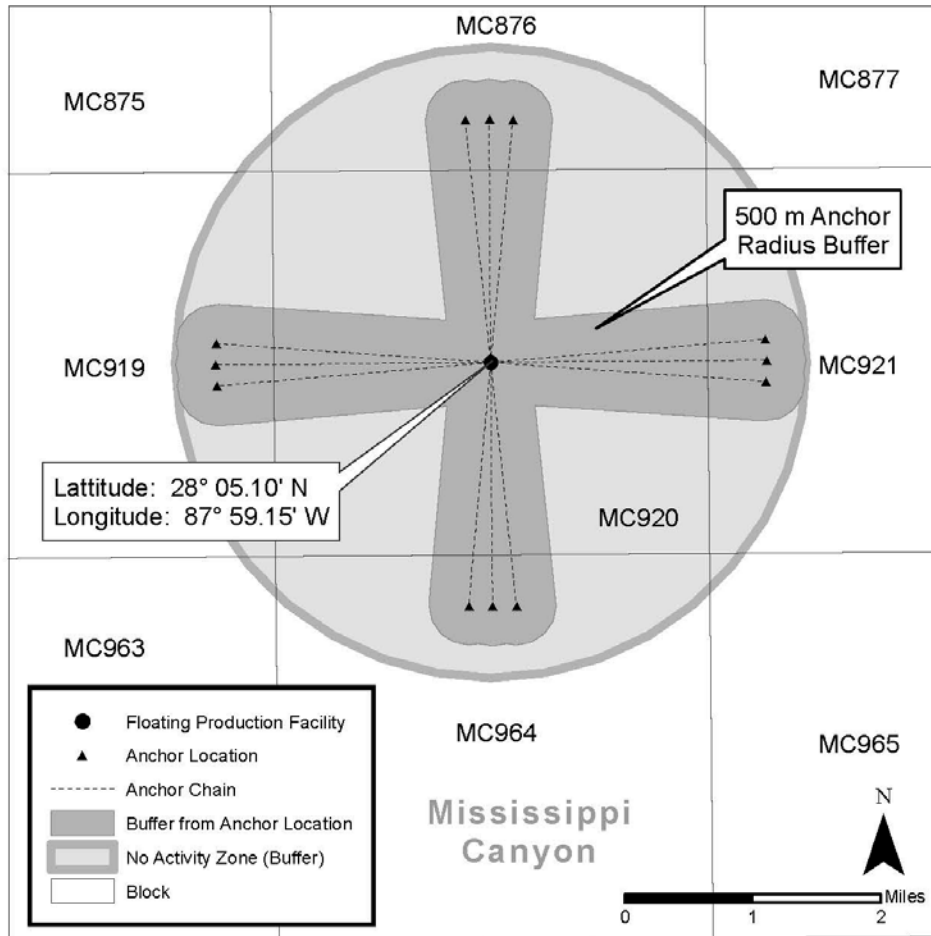 MC876
MC875
MC877
500 m Anchor
Radius Buffer
MC919
MC921
Lattitude: 28° 05.10' N
Longitude: 87° 59.15' W
MC920
MC963
MC964
MC965
Floating Production Facility
Anchor Location
Anchor Chain
Buffer from Anchor Location
No Activity Zone (Buffer)
Block
Mississippi
Canyon
N
Miles
0 1 2